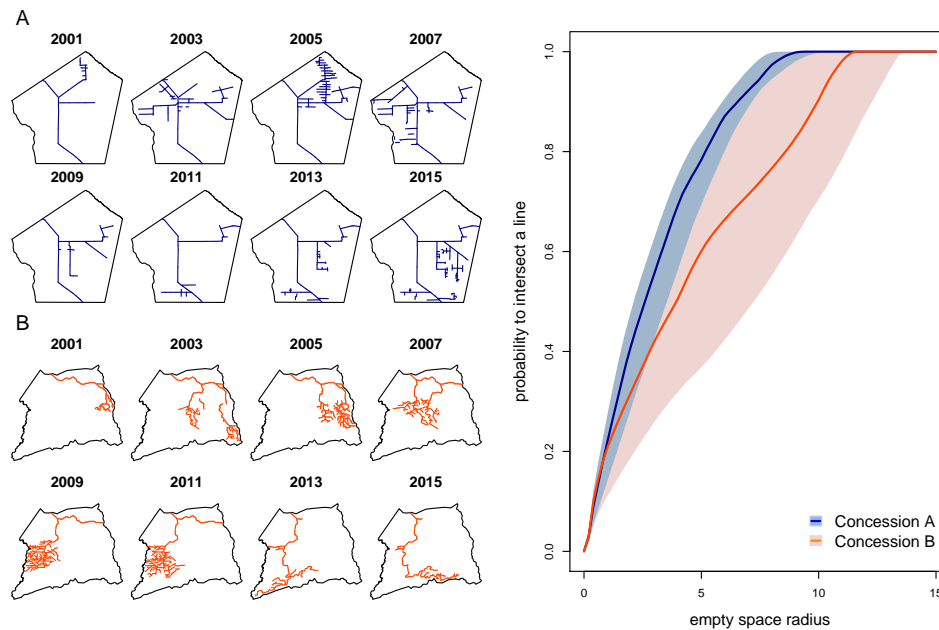 A
2001 2003 2005 2007
2009 2011 2013 2015
B
2001 2003 2005 2007
2009 2011 2013 2015
probability to intersect a line
1.0
0.8
0.6
0.4
0.2
0.0
Concession A
Concession B
0 5 10 15
empty space radius